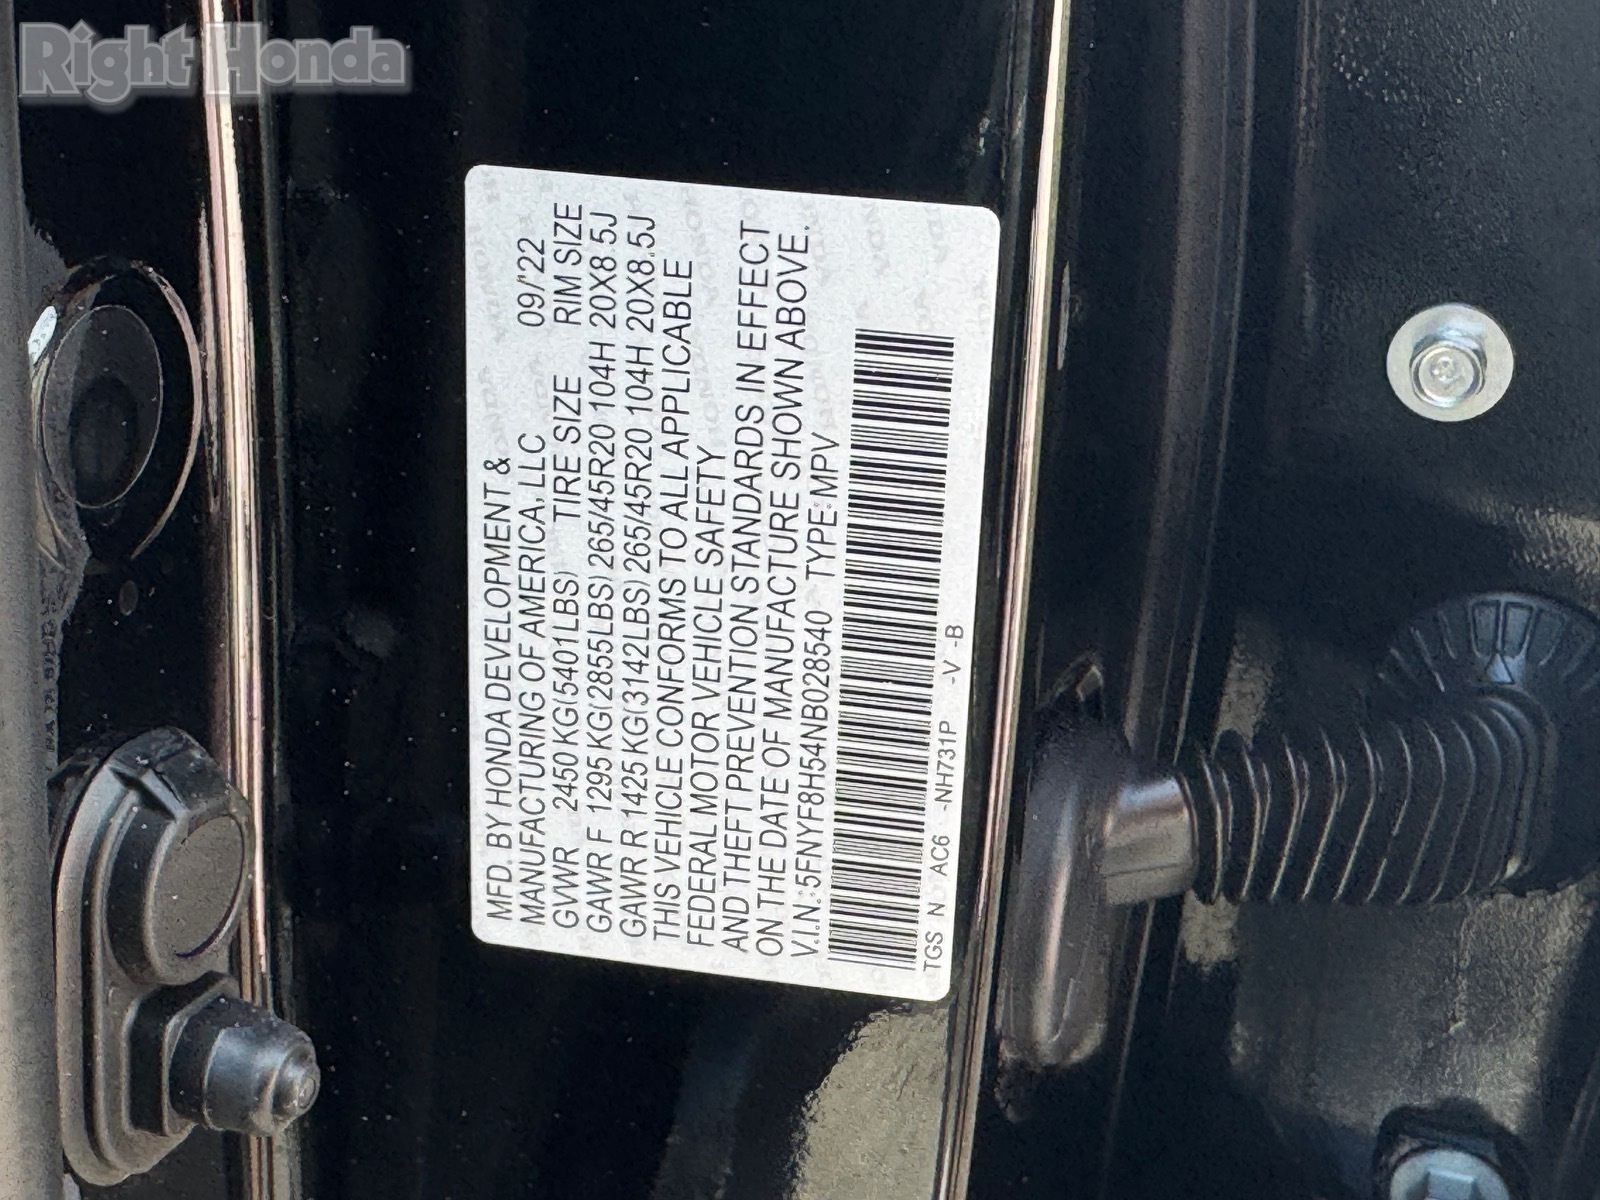 Right Honda
MFD. BY HONDA DEVELOPMENT &
MANUFACTURING OF AMERICA, LLC 09/'22
GVWR 2450 KG(5401LBS) TIRE SIZE RIM SIZE
GAWR F 1295 KG(2855LBS) 265/45R20 104H 20X8.5J
GAWR R 1425 KG(3142LBS) 265/45R20 104H 20X8.5J
THIS VEHICLE CONFORMS TO ALL APPLICABLE
FEDERAL MOTOR VEHICLE SAFETY
AND THEFT PREVENTION STANDARDS IN EFFECT
ON THE DATE OF MANUFACTURE SHOWN ABOVE.
V.I.N.:5FNYF8H54NB028540 TYPE:MPV
TGS N AC6 -NH731P -V -B